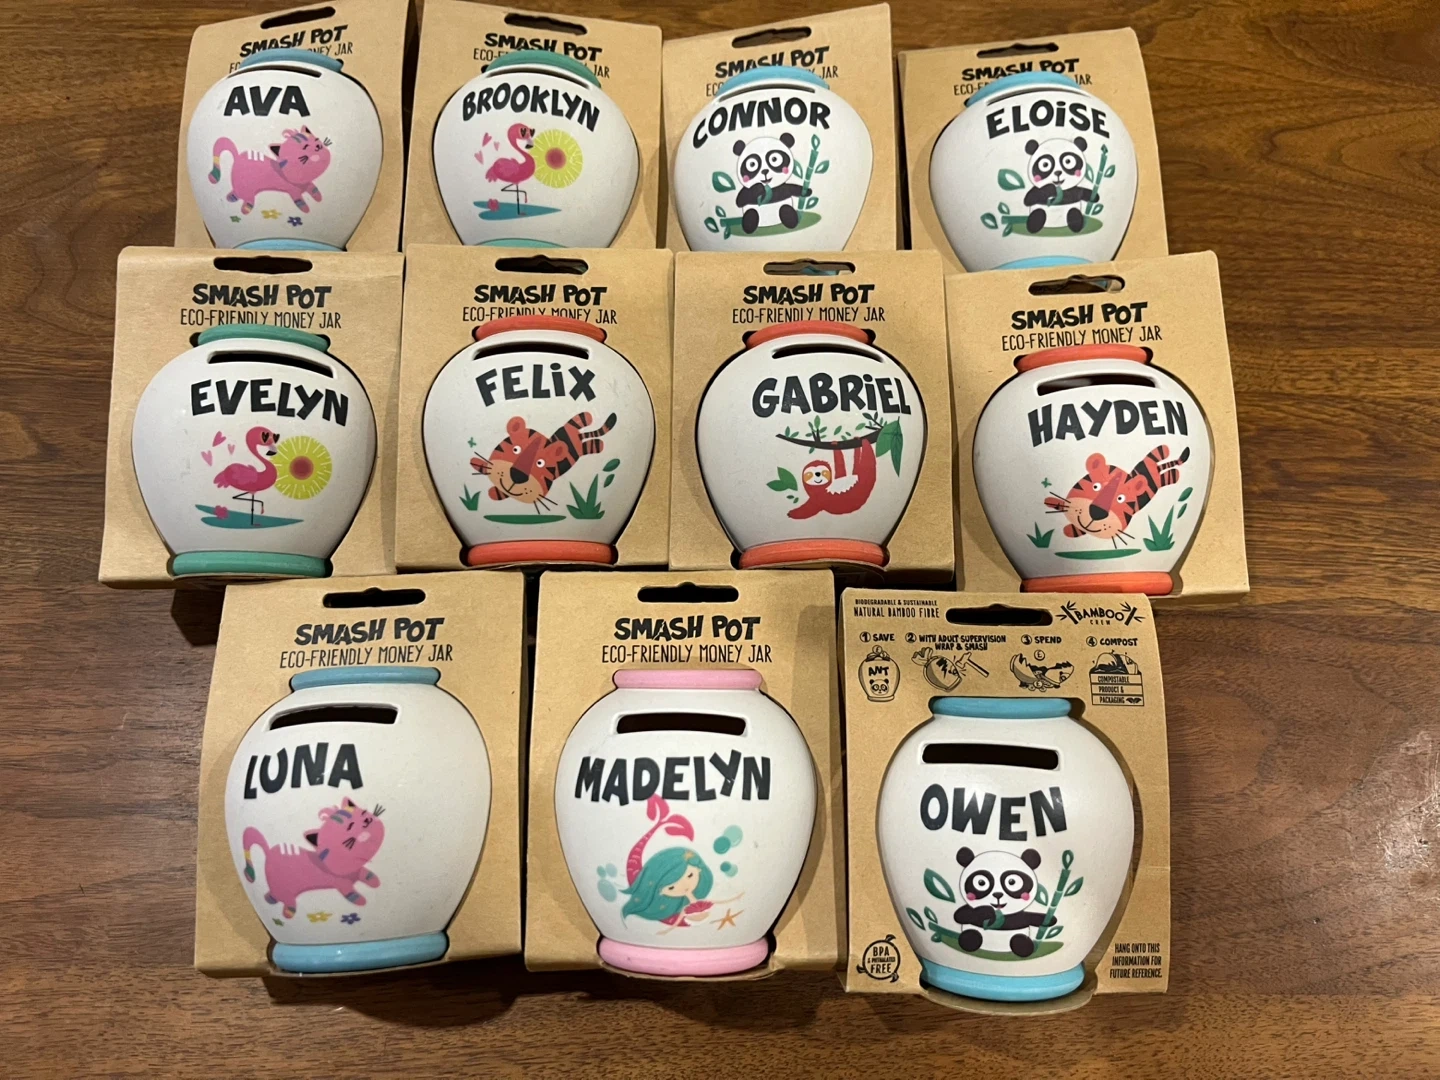 SMASH POT
AVA
SMASH POT
BROOKLYN
SMASH POT
CONNOR
SMASH POT
ELOiSE
SMASH POT
ECO-FRIENDLY MONEY JAR
EVELYN
SMASH POT
ECO-FRIENDLY MONEY JAR
FELiX
SMASH POT
ECO-FRIENDLY MONEY JAR
GABRiEL
SMASH POT
ECO-FRIENDLY MONEY JAR
HAYDEN
SMASH POT
ECO-FRIENDLY MONEY JAR
LUNA
SMASH POT
ECO-FRIENDLY MONEY JAR
MADELYN
BIODEGRADABLE & SUSTAINABLE
NATURAL BAMBOO FIBRE
BAMBOO
CREW
1 SAVE
2 WITH ADULT SUPERVISION
WRAP & SMASH
3 SPEND
4 COMPOST
ANT
COMPOSTABLE
PRODUCT &
PACKAGING
OWEN
BPA
& PHTHALATES
FREE
HANG ONTO THIS
INFORMATION FOR
FUTURE REFERENCE.